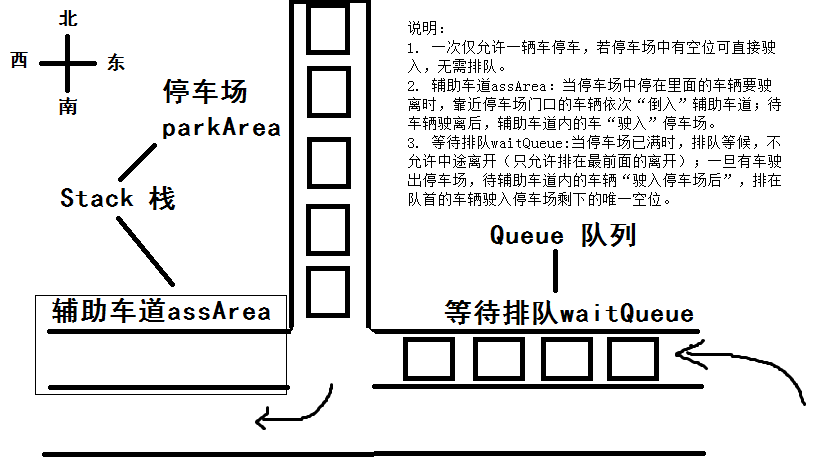 北
西
东
南
停车场
parkArea
Stack 栈
辅助车道assArea
说明：
1. 一次仅允许一辆车停车，若停车场中有空位可直接驶
入，无需排队。
2. 辅助车道assArea：当停车场中停在里面的车辆要驶
离时，靠近停车场门口的车辆依次“倒入”辅助车道；待
车辆驶离后，辅助车道内的车“驶入”停车场。
3. 等待排队waitQueue:当停车场已满时，排队等候，不
允许中途离开（只允许排在最前面的离开）；一旦有车驶
出停车场，待辅助车道内的车辆“驶入停车场后”，排在
队首的车辆驶入停车场剩下的唯一空位。
Queue 队列
等待排队waitQueue